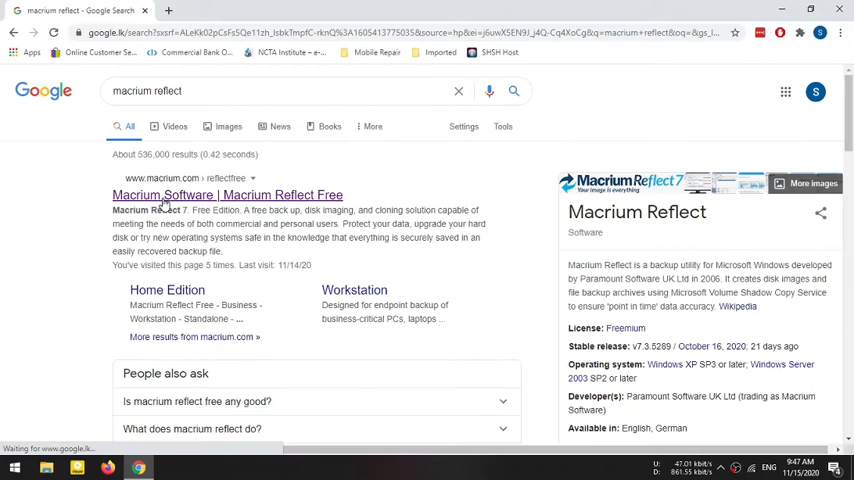 macrium reflect - Google Search
google.lk/search?sxsrf=ALeKk02pCsFs5Qe11zh_IsbkTmpfC-rknQ%3A1605413775035&source=hp&ei=j6uwX5EN9J_j4Q-Cq4XoCg&q=macrium+reflect&oq=&gs_l
Apps Online Customer Se... Commercial Bank O... NCTA Institute – e-... Mobile Repair Imported SHSH Host
Google macrium reflect S
All Videos Images News Books More Settings Tools
About 536,000 results (0.42 seconds)
www.macrium.com › reflectfree
Macrium Software | Macrium Reflect Free
Macrium Reflect 7. Free Edition. A free back up, disk imaging, and cloning solution capable of
meeting the needs of both commercial and personal users. Protect your data, upgrade your hard
disk or try new operating systems safe in the knowledge that everything is securely saved in an
easily recovered backup file.
You've visited this page 5 times. Last visit: 11/14/20
Home Edition
Macrium Reflect Free - Business -
Workstation - Standalone - ...
Workstation
Designed for endpoint backup of
business-critical PCs, laptops ...
More results from macrium.com »
People also ask
Is macrium reflect free any good?
What does macrium reflect do?
Macrium Reflect 7
More images
Macrium Reflect
Software
Macrium Reflect is a backup utility for Microsoft Windows developed
by Paramount Software UK Ltd in 2006. It creates disk images and
file backup archives using Microsoft Volume Shadow Copy Service
to ensure 'point in time' data accuracy. Wikipedia
License: Freemium
Stable release: v7.3.5289 / October 16, 2020; 21 days ago
Operating system: Windows XP SP3 or later; Windows Server
2003 SP2 or later
Developer(s): Paramount Software UK Ltd (trading as Macrium
Software)
Available in: English, German
Waiting for www.google.lk...
U: 47.01 kbit/s
D: 861.55 kbit/s
ENG
9:47 AM
11/15/2020
4